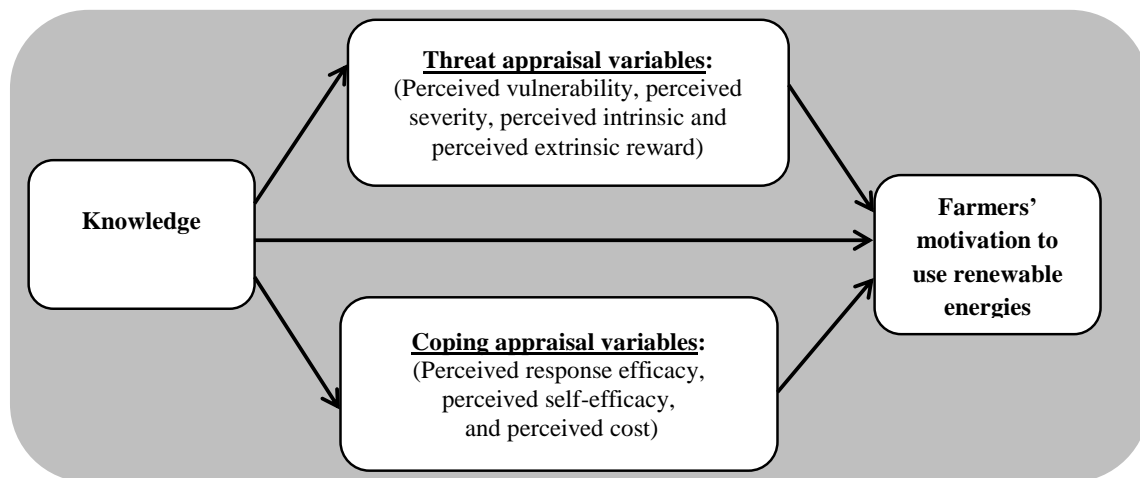 Threat appraisal variables:
(Perceived vulnerability, perceived
severity, perceived intrinsic and
perceived extrinsic reward)
Knowledge
Farmers’
motivation to
use renewable
energies
Coping appraisal variables:
(Perceived response efficacy,
perceived self-efficacy,
and perceived cost)